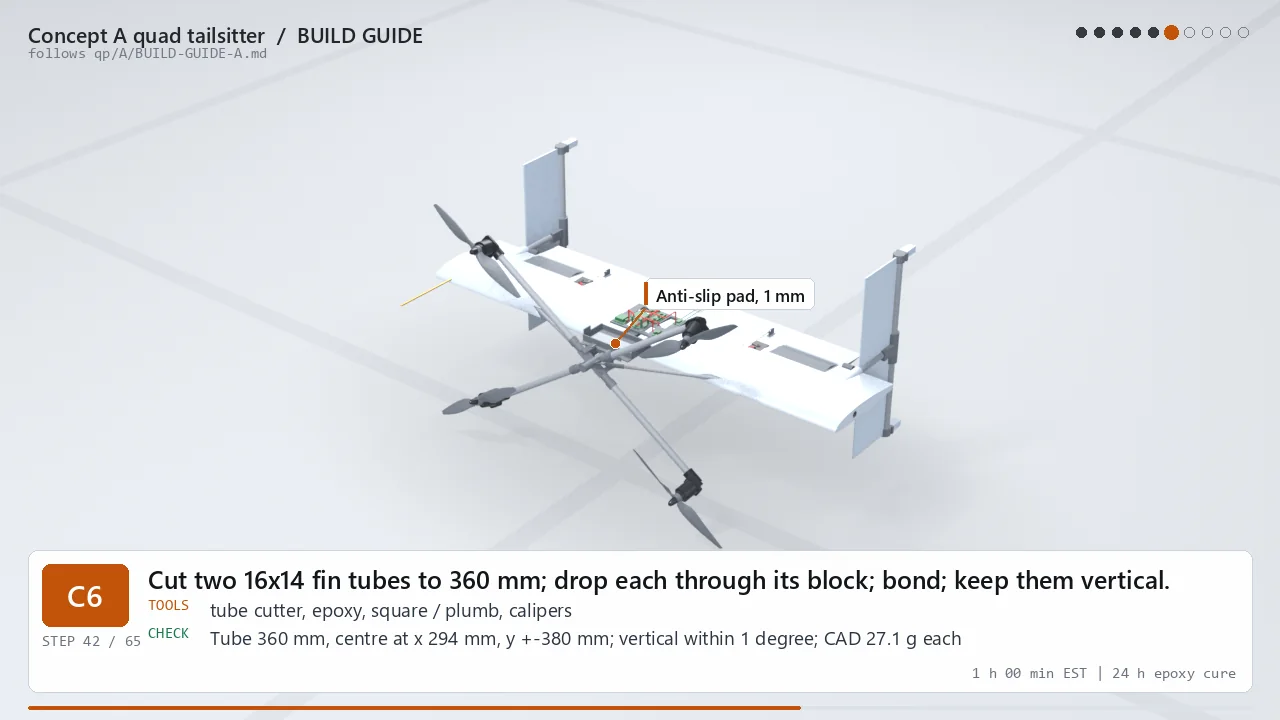 Concept A quad tailsitter / BUILD GUIDE
follows qp/A/BUILD-GUIDE-A.md
Anti-slip pad, 1 mm
C6
Cut two 16x14 fin tubes to 360 mm; drop each through its block; bond; keep them vertical.
TOOLS tube cutter, epoxy, square / plumb, calipers
STEP 42 / 65
CHECK Tube 360 mm, centre at x 294 mm, y +-380 mm; vertical within 1 degree; CAD 27.1 g each
1 h 00 min EST | 24 h epoxy cure